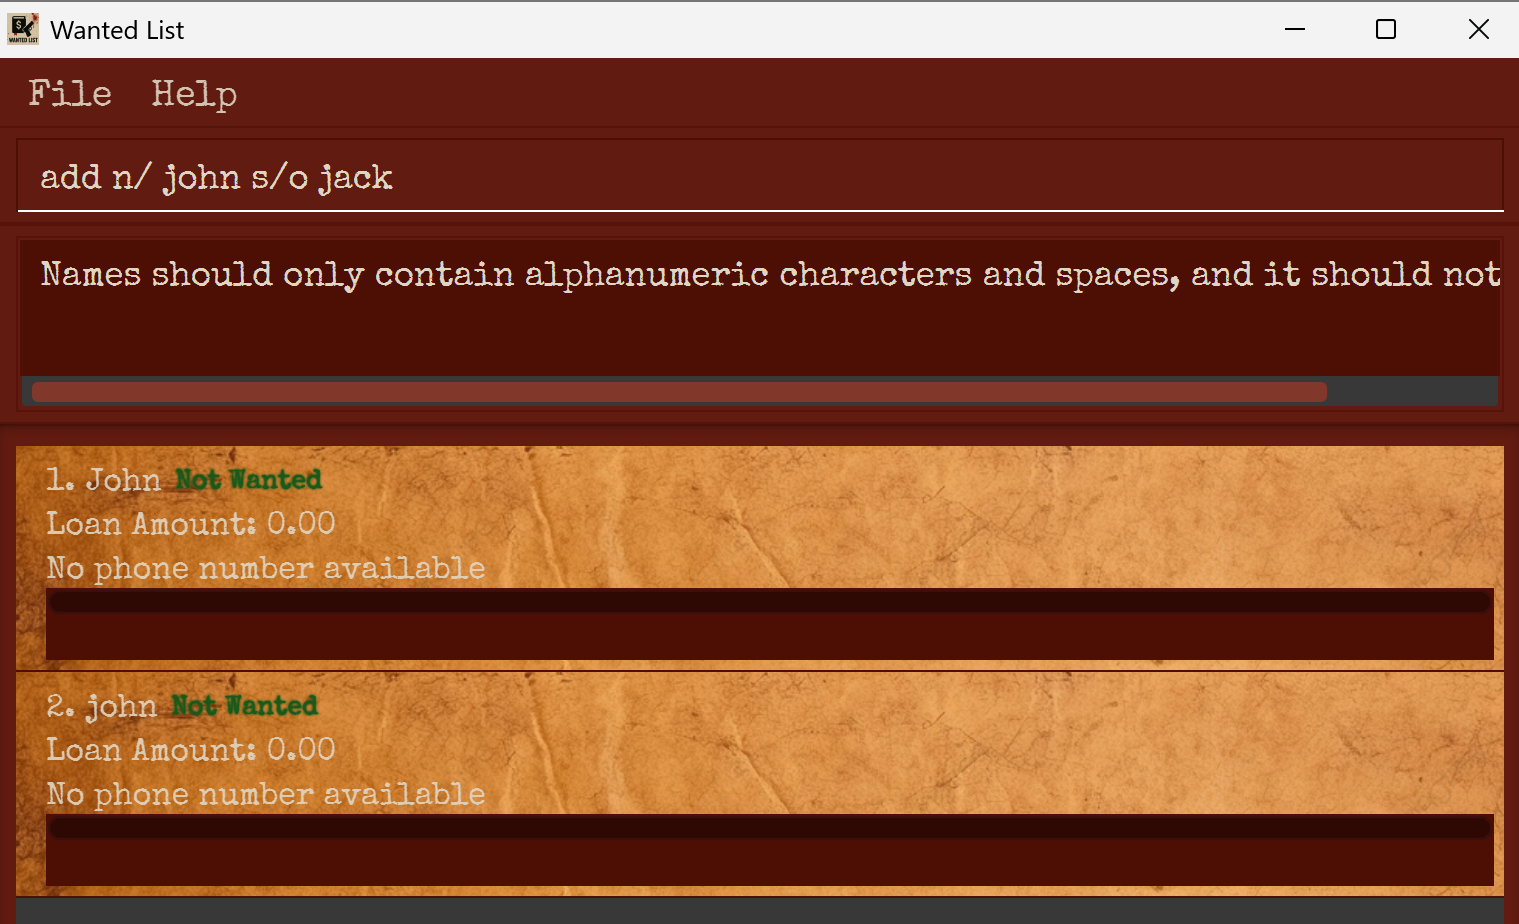 WANTED LIST
Wanted List
File Help
add n/ john s/o jack
Names should only contain alphanumeric characters and spaces, and it should not
1. John Not Wanted
Loan Amount: 0.00
No phone number available
2. john Not Wanted
Loan Amount: 0.00
No phone number available